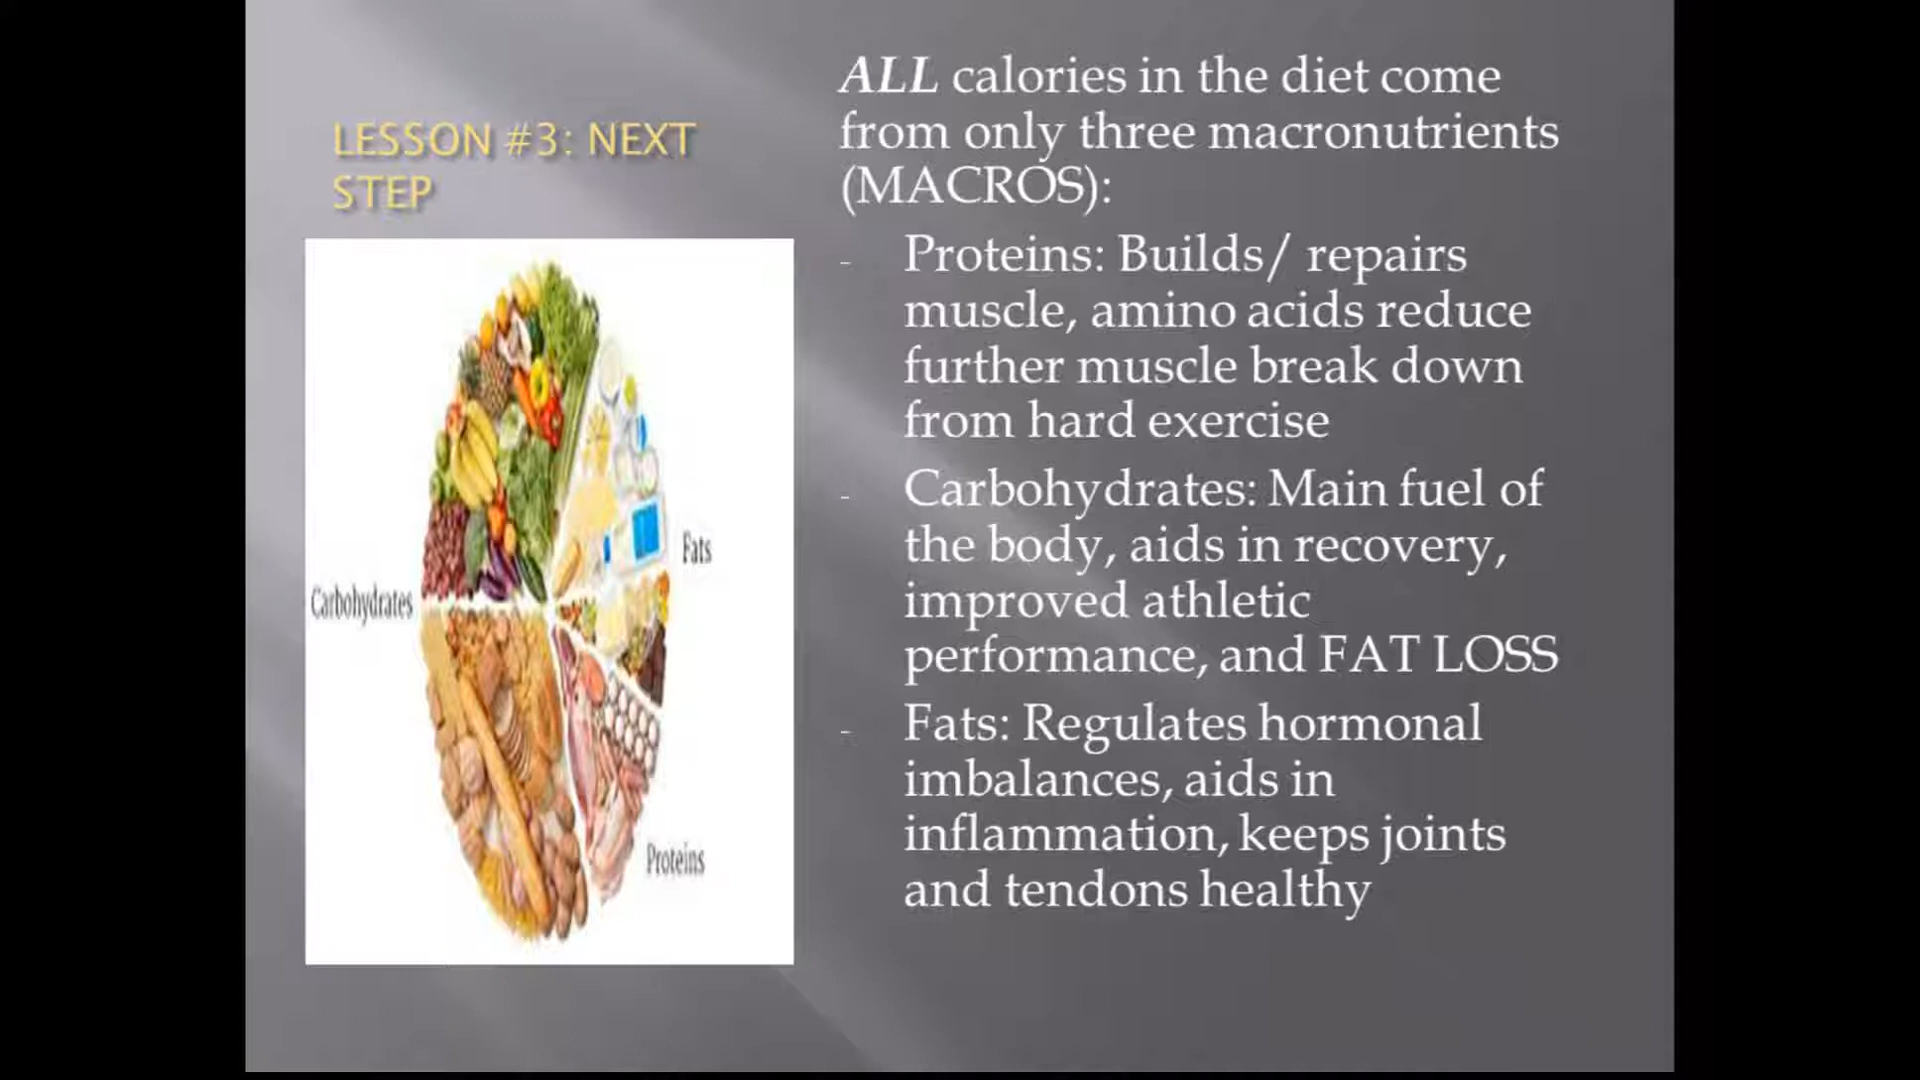 LESSON #3: NEXT
STEP
Carbohydrates
Fats
Proteins
ALL calories in the diet come
from only three macronutrients
(MACROS):
- Proteins: Builds/ repairs
muscle, amino acids reduce
further muscle break down
from hard exercise
- Carbohydrates: Main fuel of
the body, aids in recovery,
improved athletic
performance, and FAT LOSS
- Fats: Regulates hormonal
imbalances, aids in
inflammation, keeps joints
and tendons healthy